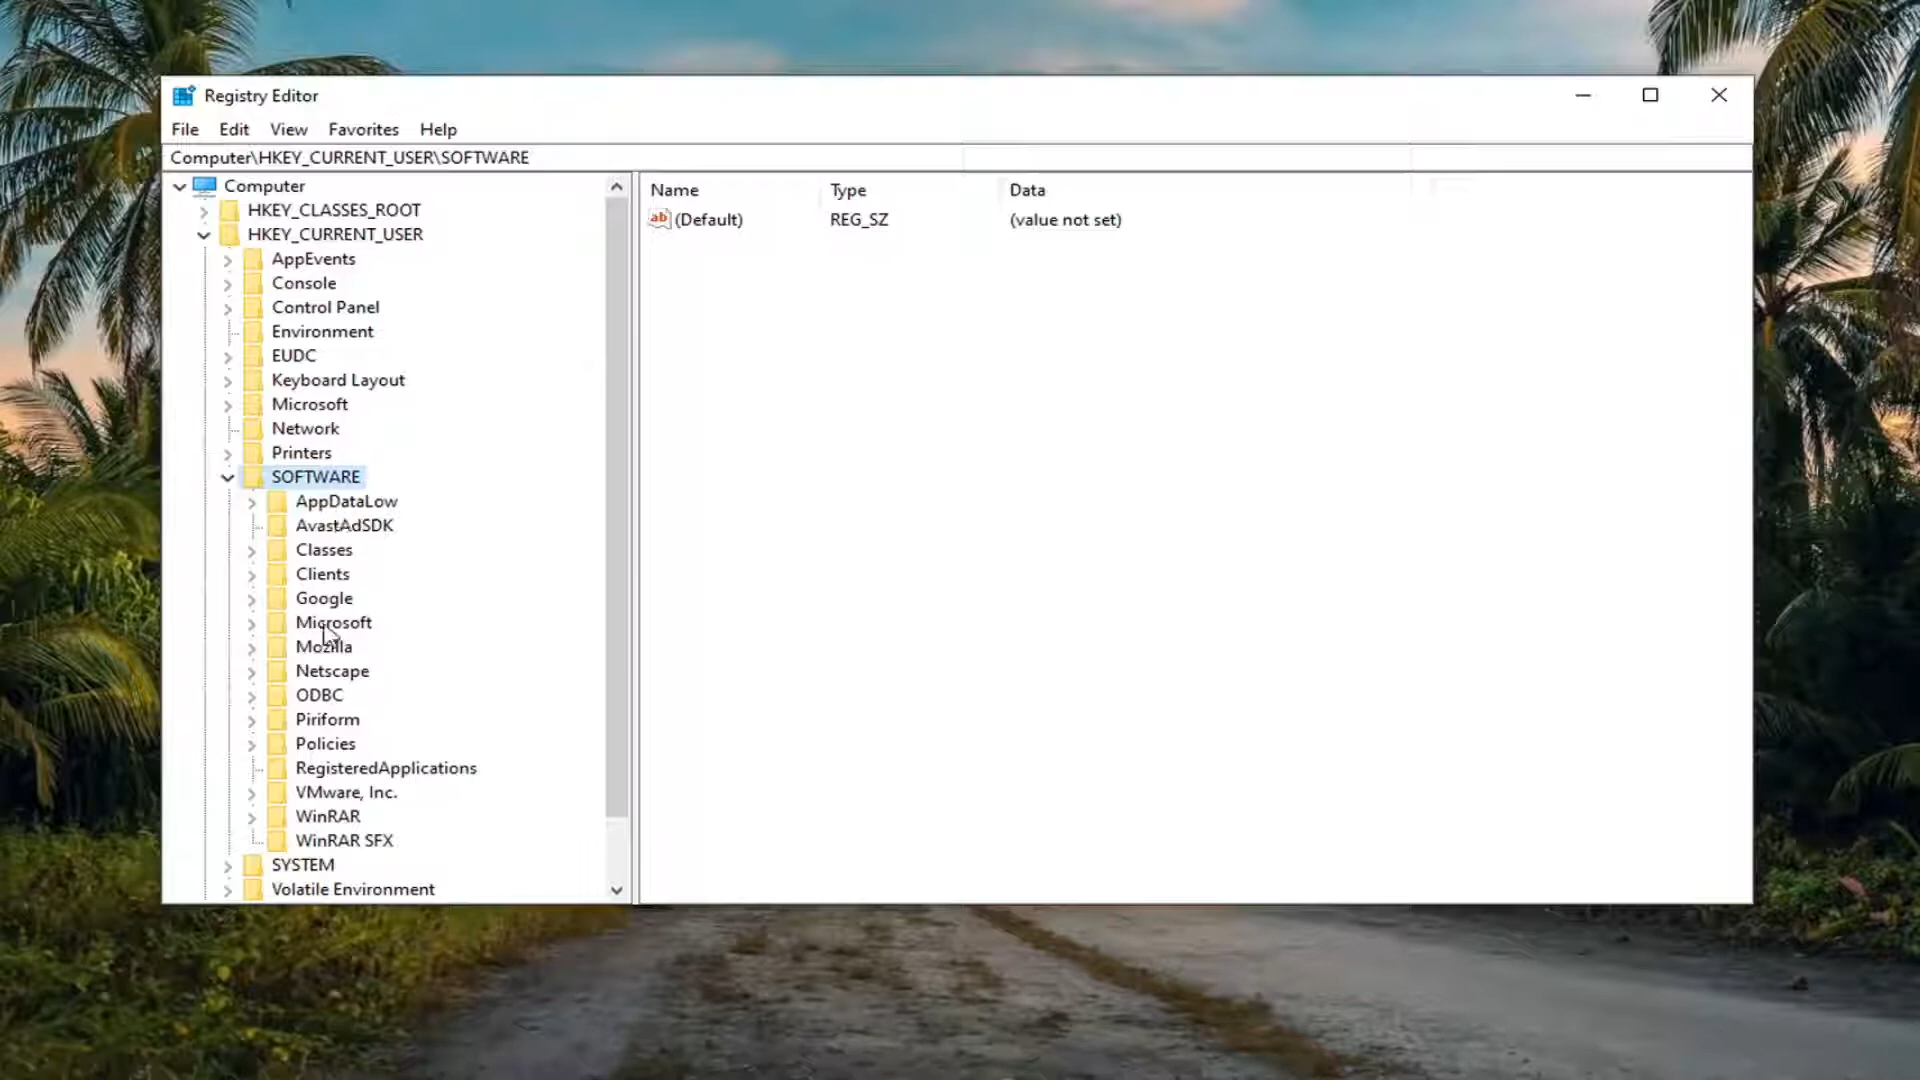 Registry Editor
File Edit View Favorites Help
Computer\HKEY_CURRENT_USER\SOFTWARE
Computer
HKEY_CLASSES_ROOT
HKEY_CURRENT_USER
AppEvents
Console
Control Panel
Environment
EUDC
Keyboard Layout
Microsoft
Network
Printers
SOFTWARE
AppDataLow
AvastAdSDK
Classes
Clients
Google
Microsoft
Mozilla
Netscape
ODBC
Piriform
Policies
RegisteredApplications
VMware, Inc.
WinRAR
WinRAR SFX
SYSTEM
Volatile Environment
Name Type Data
ab (Default) REG_SZ (value not set)